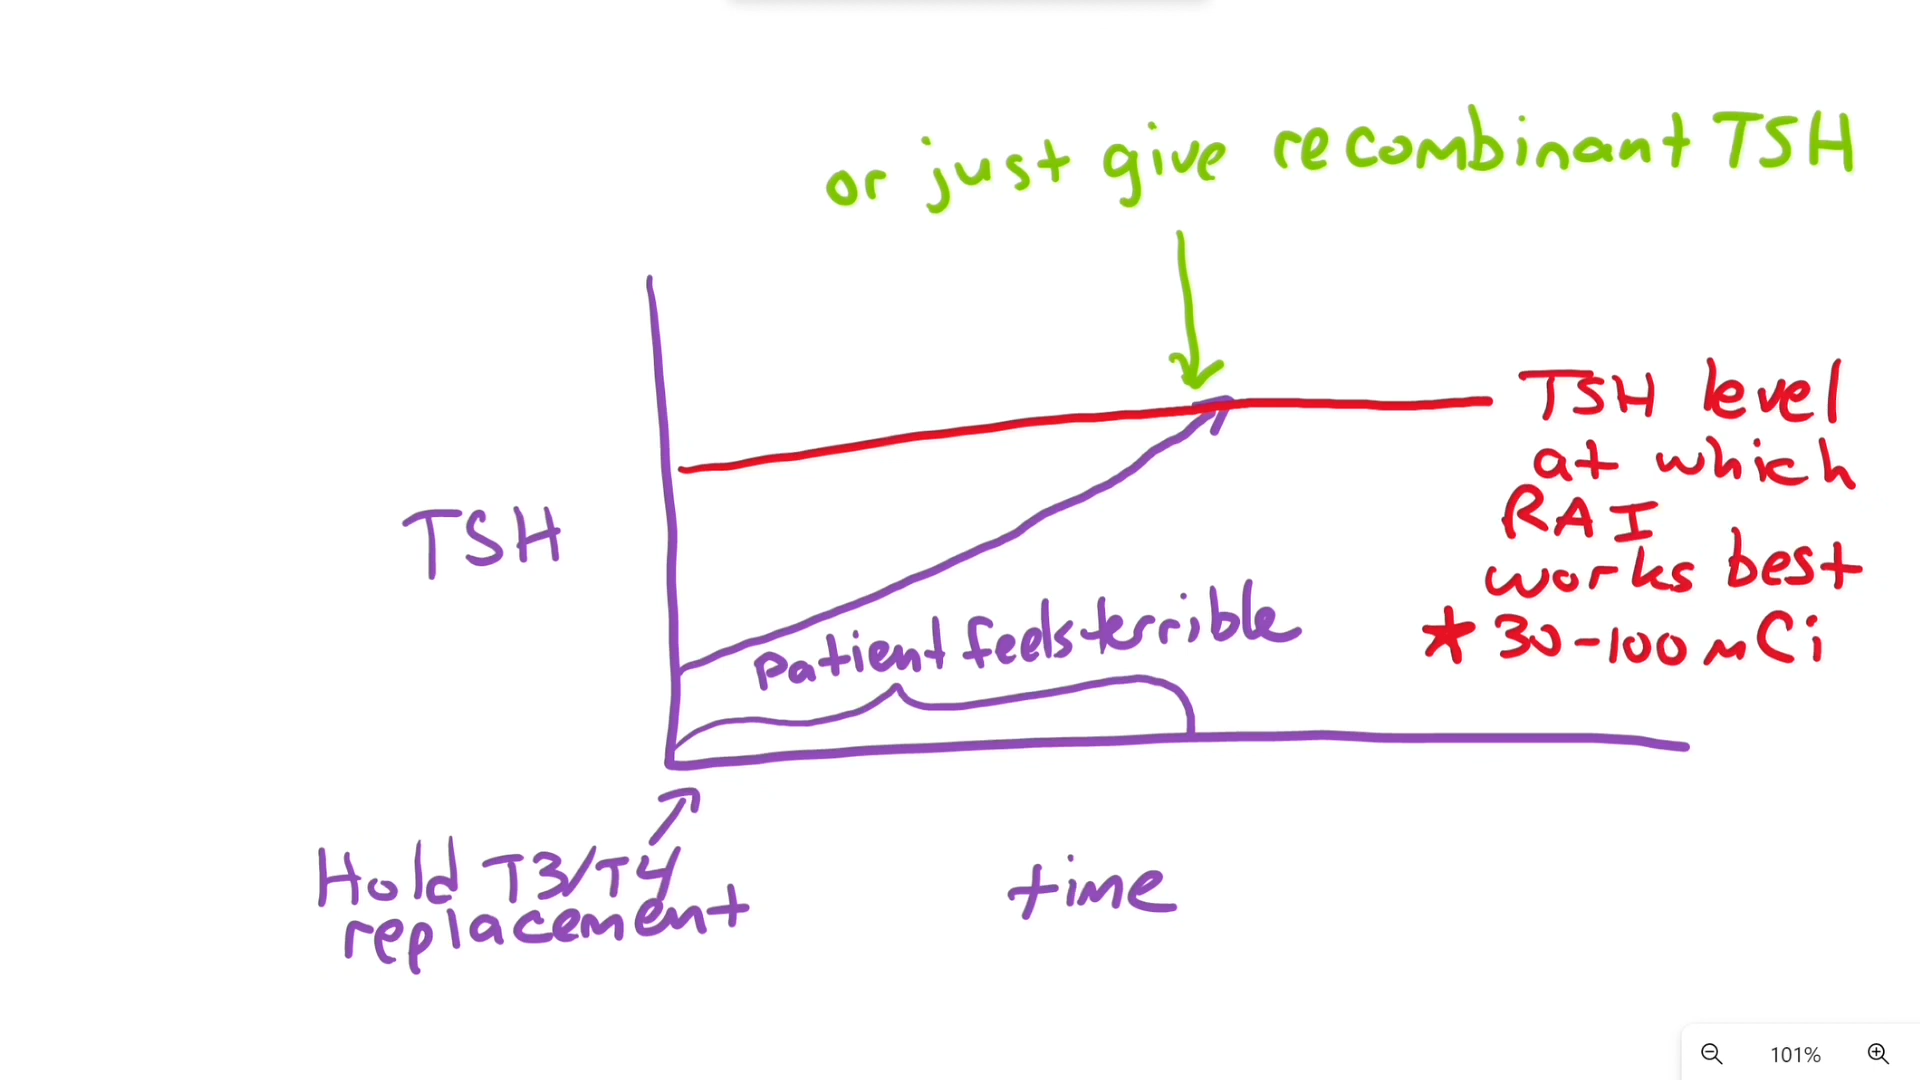 or just give recombinant TSH
TSH level
at which
RAI
works best
* 30-100 mCi
TSH
patient feels terrible
Hold T3/T4
replacement
time
101%